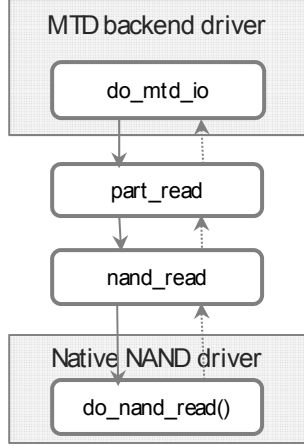 MTD backend driver
do_mtd_io
part_read
nand_read
Native NAND driver
do_nand_read()